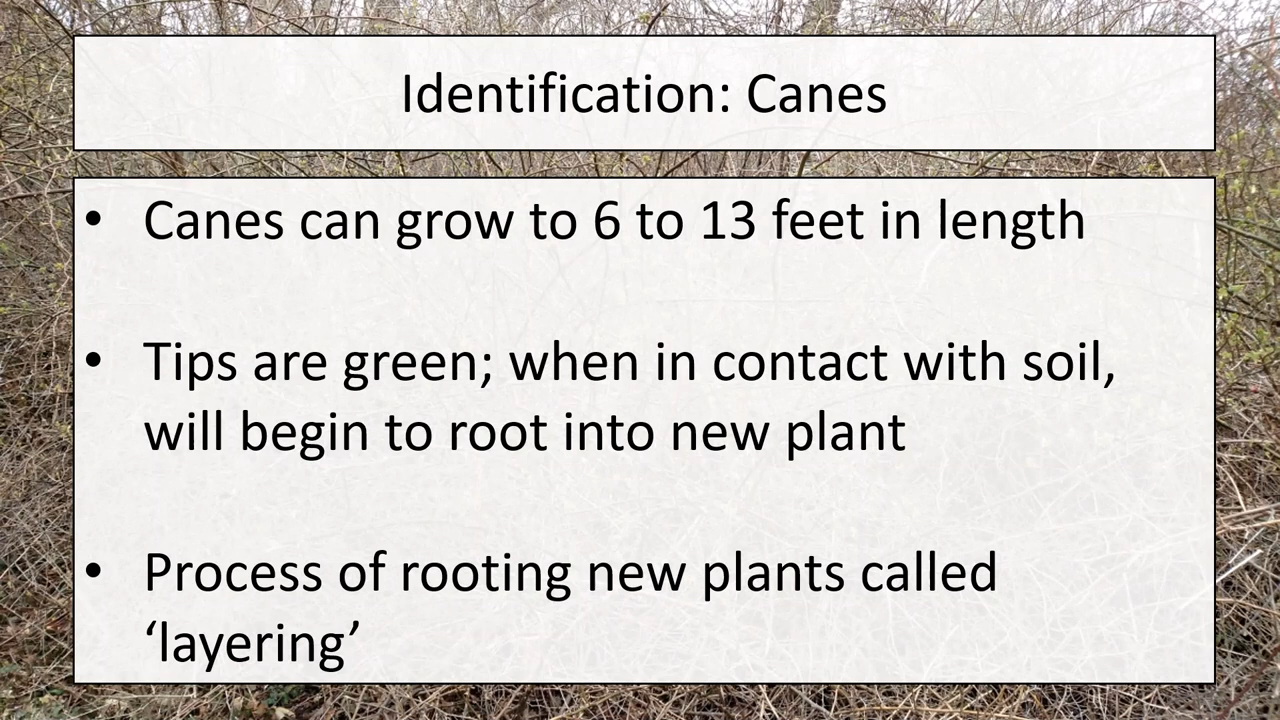 Identification: Canes
• Canes can grow to 6 to 13 feet in length
• Tips are green; when in contact with soil,
will begin to root into new plant
• Process of rooting new plants called
‘layering’